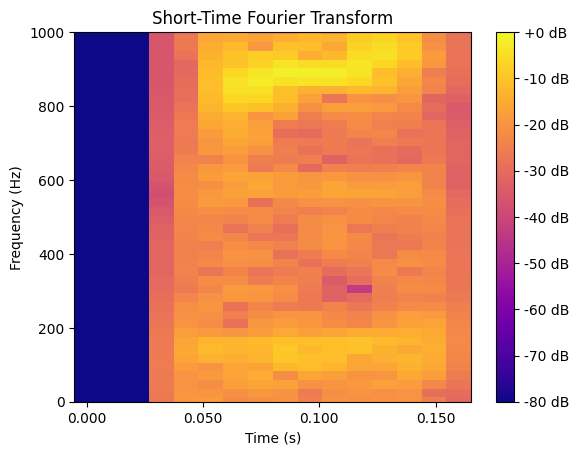 Short-Time Fourier Transform
1000
800
600
400
200
0
Frequency (Hz)
0.000
0.050
0.100
0.150
Time (s)
+0 dB
-10 dB
-20 dB
-30 dB
-40 dB
-50 dB
-60 dB
-70 dB
-80 dB